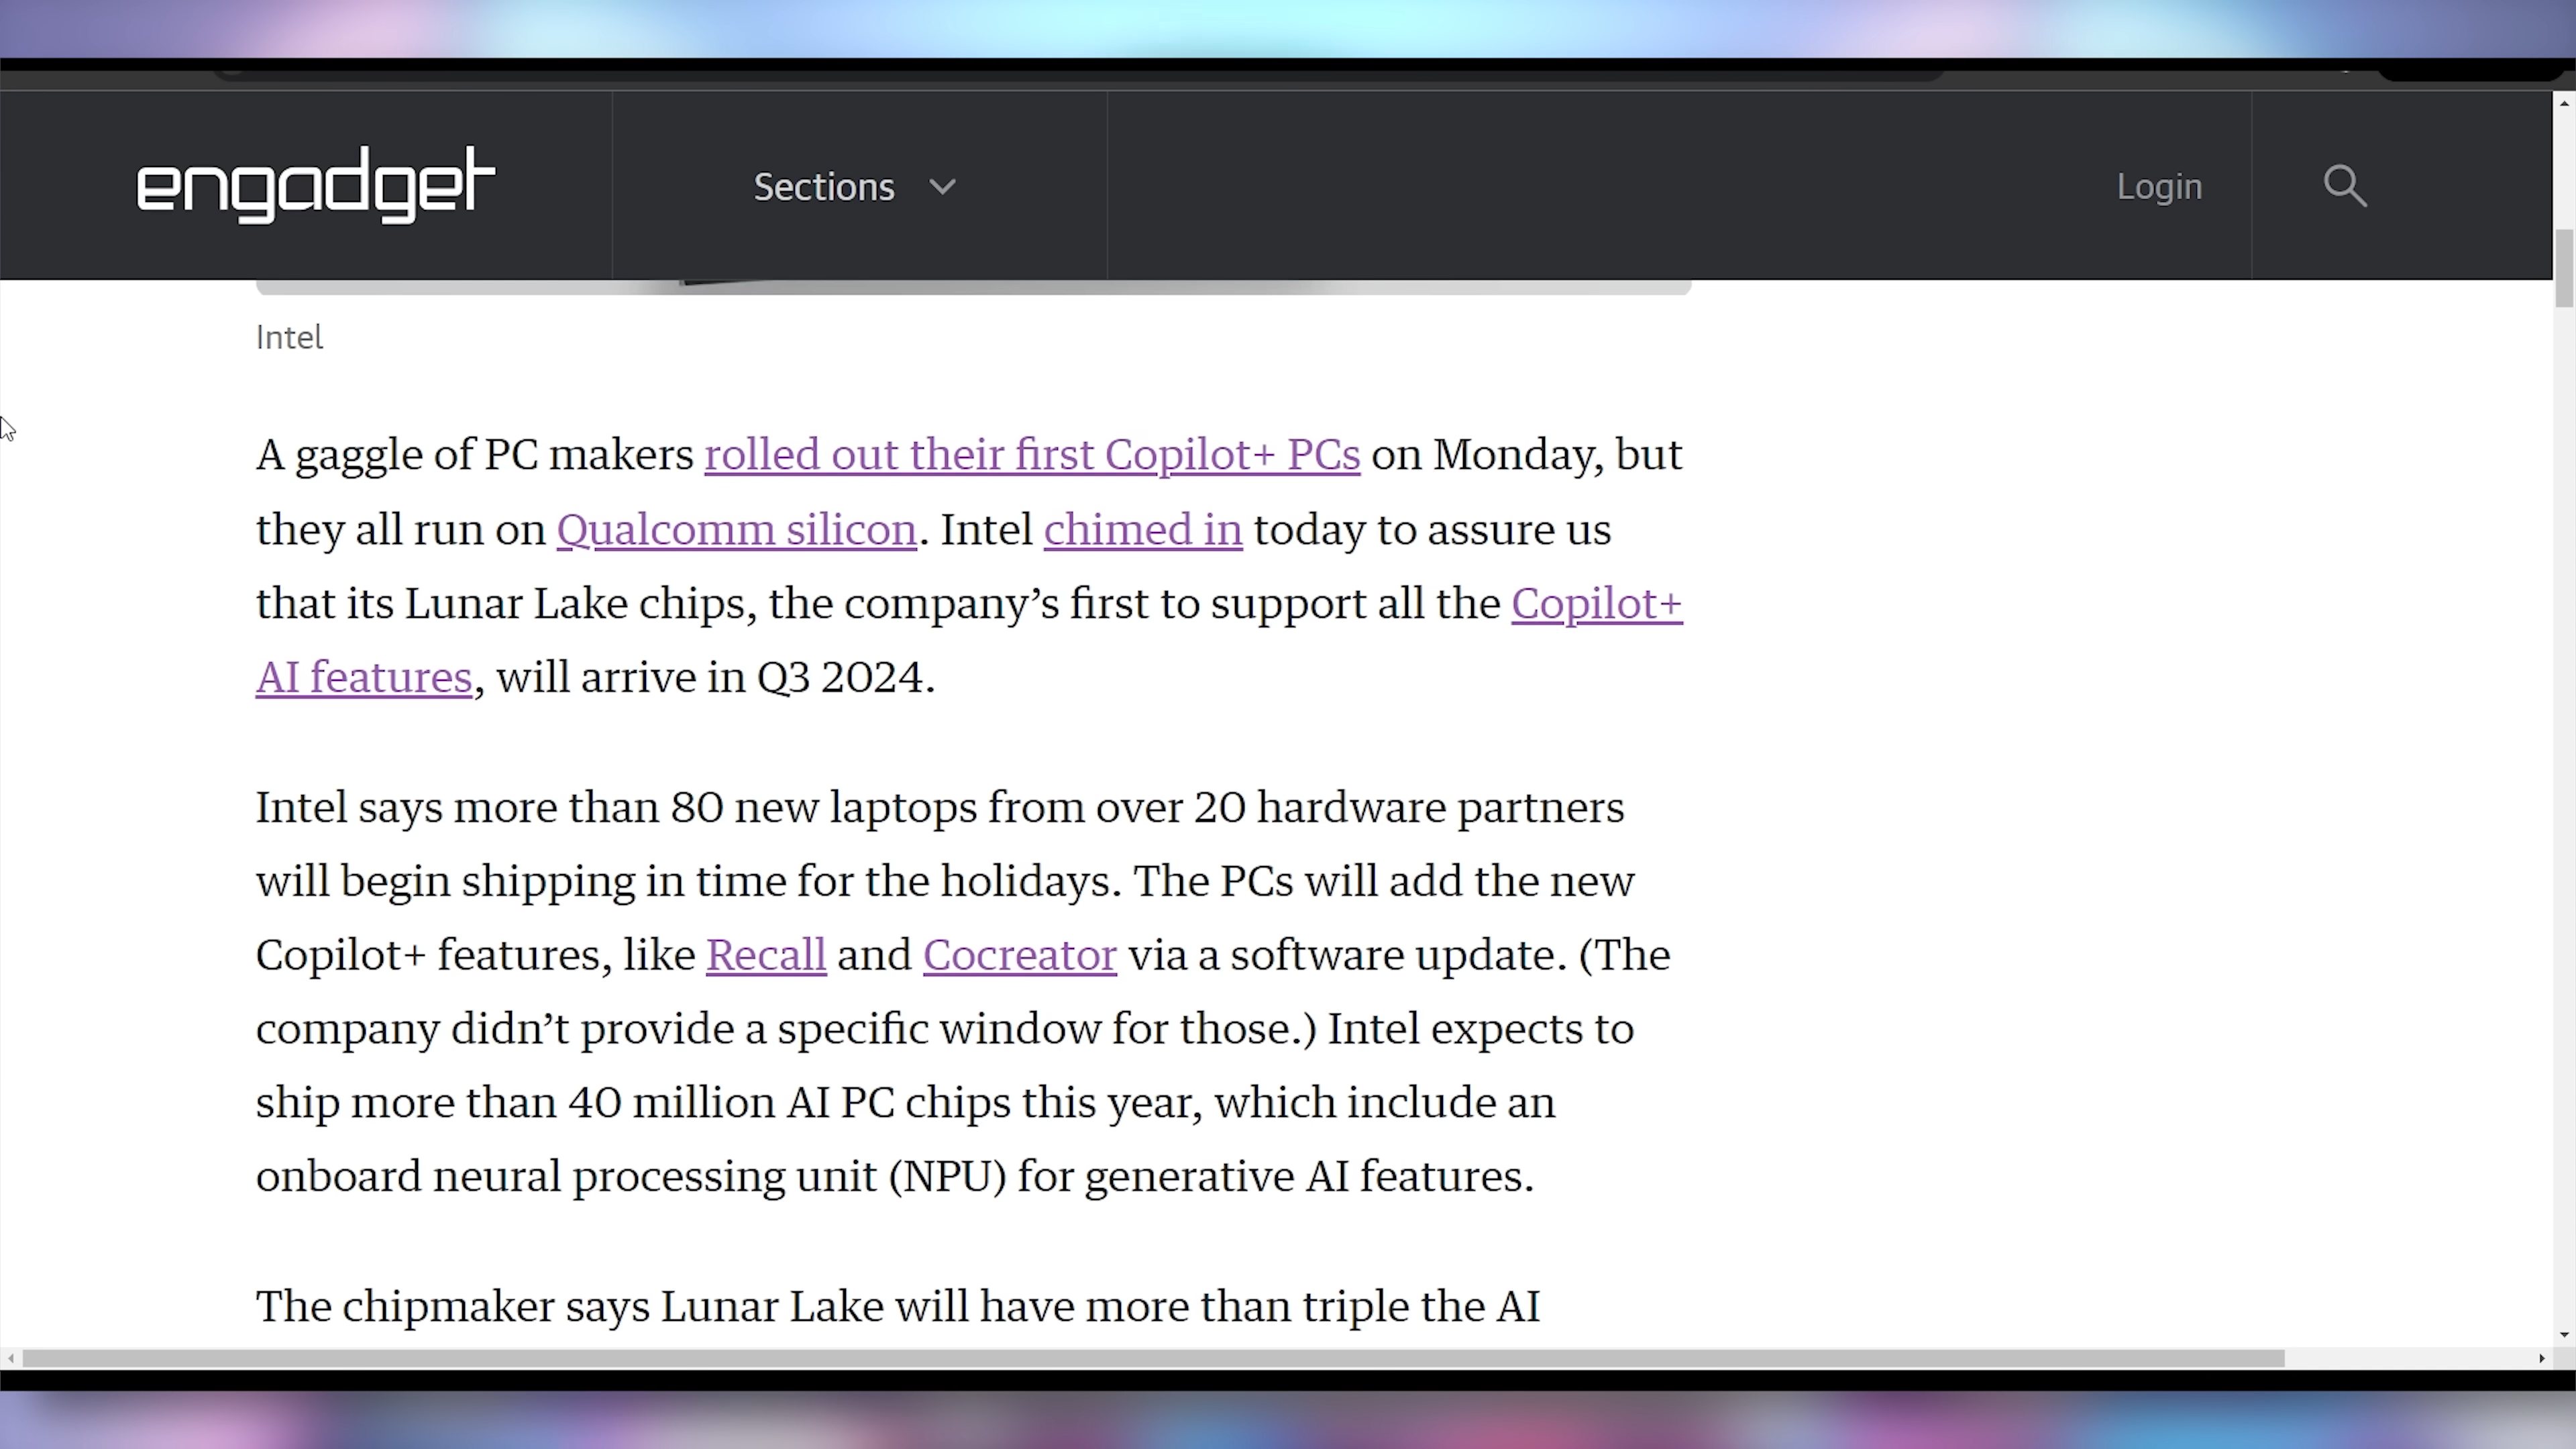 engadget
Sections
Login
Intel
A gaggle of PC makers rolled out their first Copilot+ PCs on Monday, but
they all run on Qualcomm silicon. Intel chimed in today to assure us
that its Lunar Lake chips, the company’s first to support all the Copilot+
AI features, will arrive in Q3 2024.
Intel says more than 80 new laptops from over 20 hardware partners
will begin shipping in time for the holidays. The PCs will add the new
Copilot+ features, like Recall and Cocreator via a software update. (The
company didn’t provide a specific window for those.) Intel expects to
ship more than 40 million AI PC chips this year, which include an
onboard neural processing unit (NPU) for generative AI features.
The chipmaker says Lunar Lake will have more than triple the AI